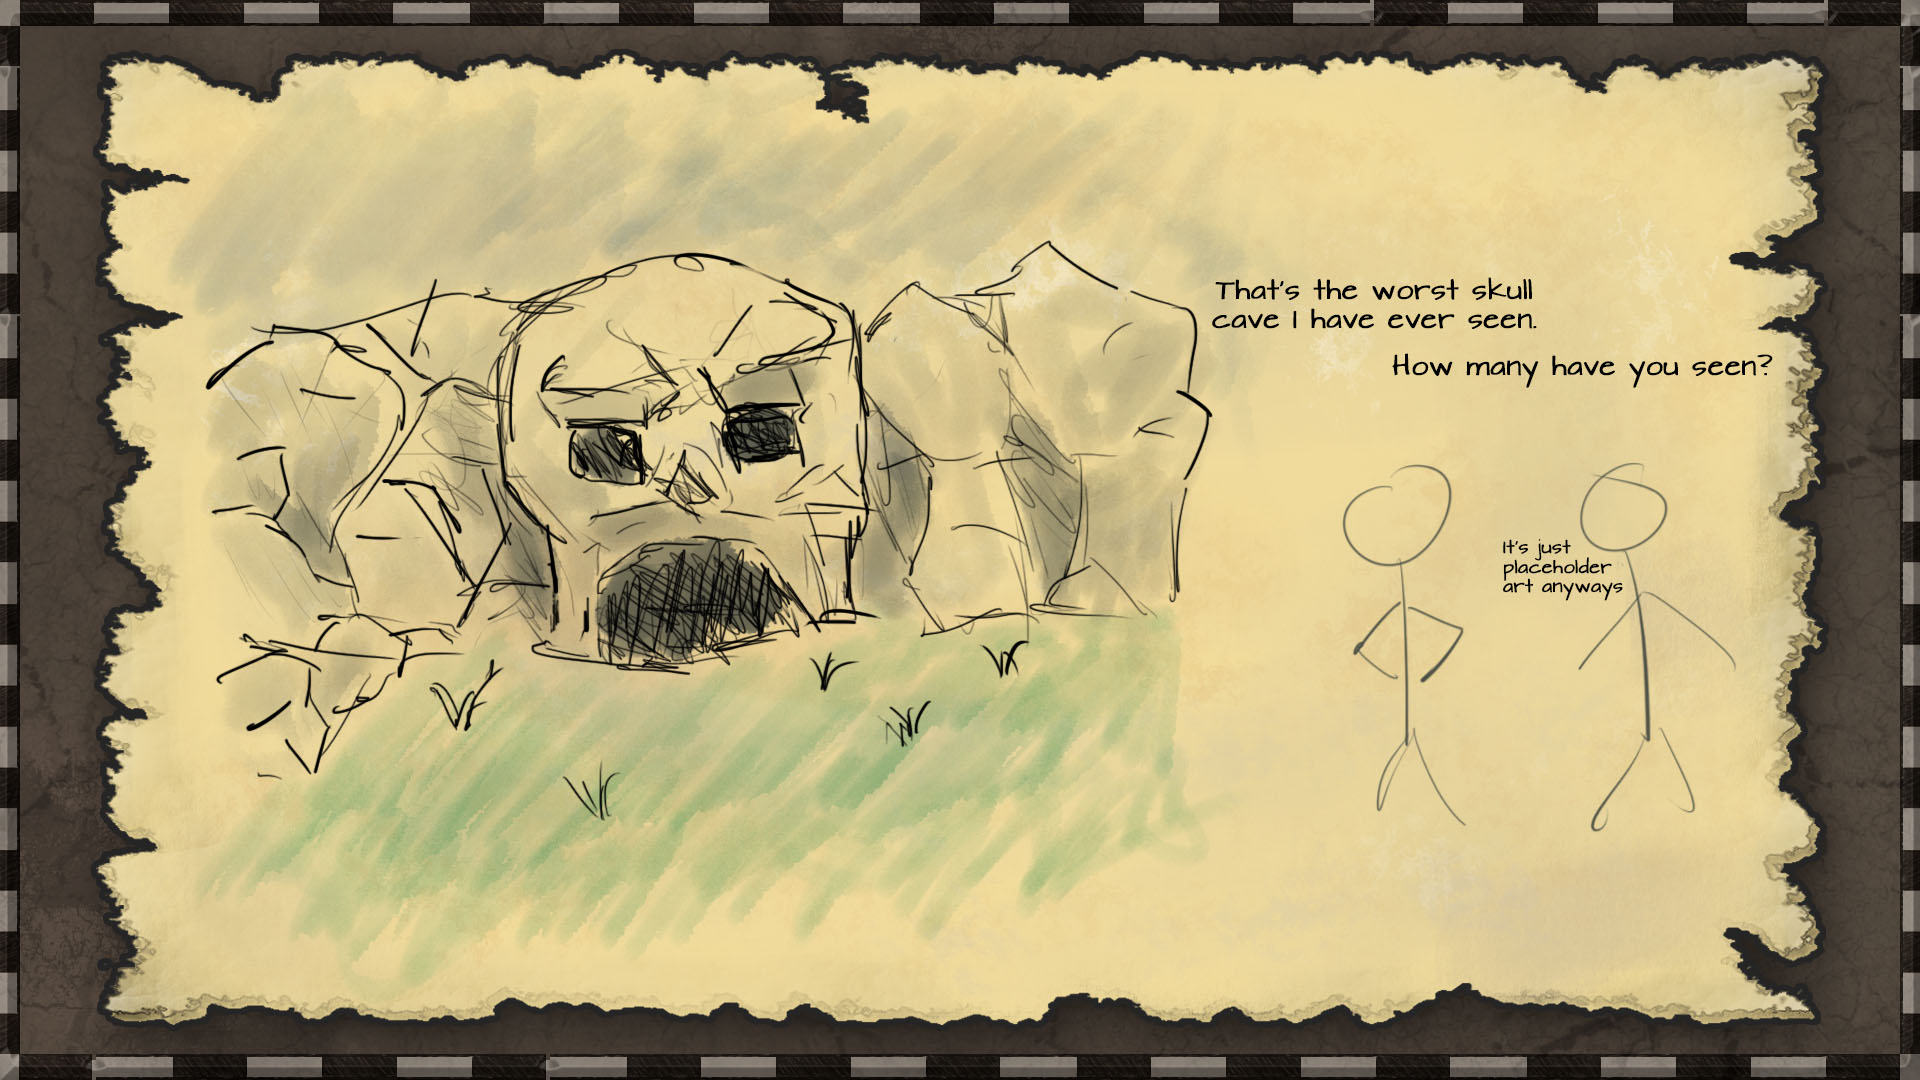 That's the worst skull
cave I have ever seen.
How many have you seen?
It's just
placeholder
art anyways